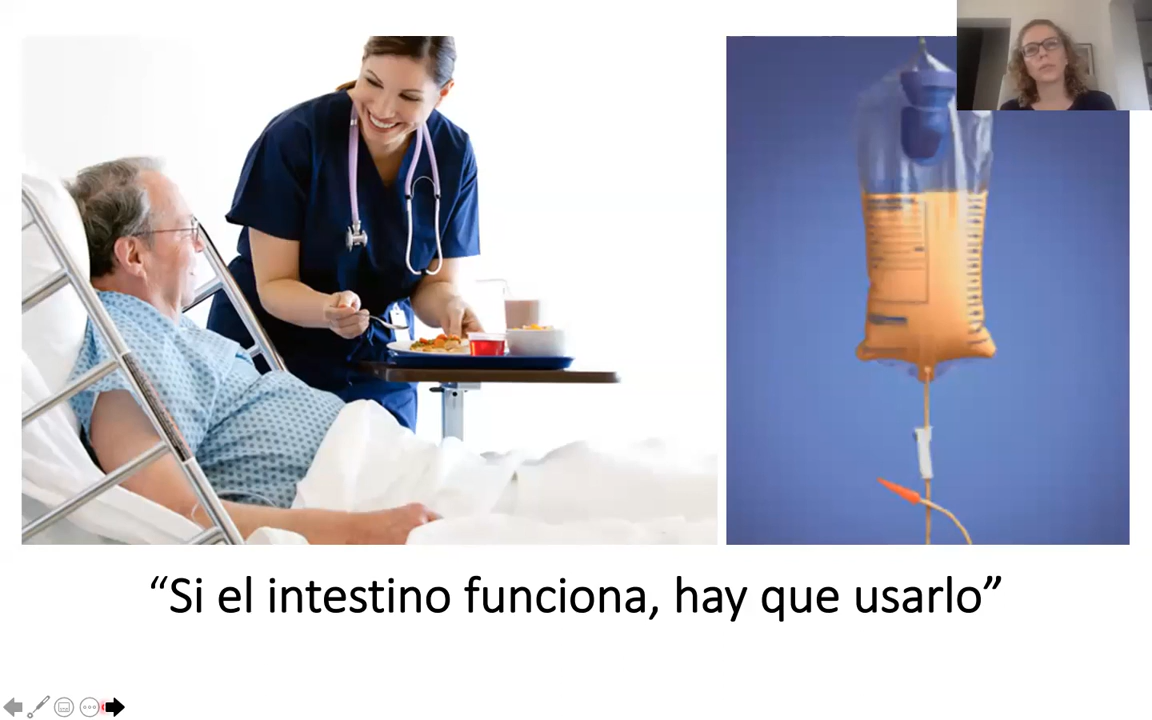 “Si el intestino funciona, hay que usarlo”